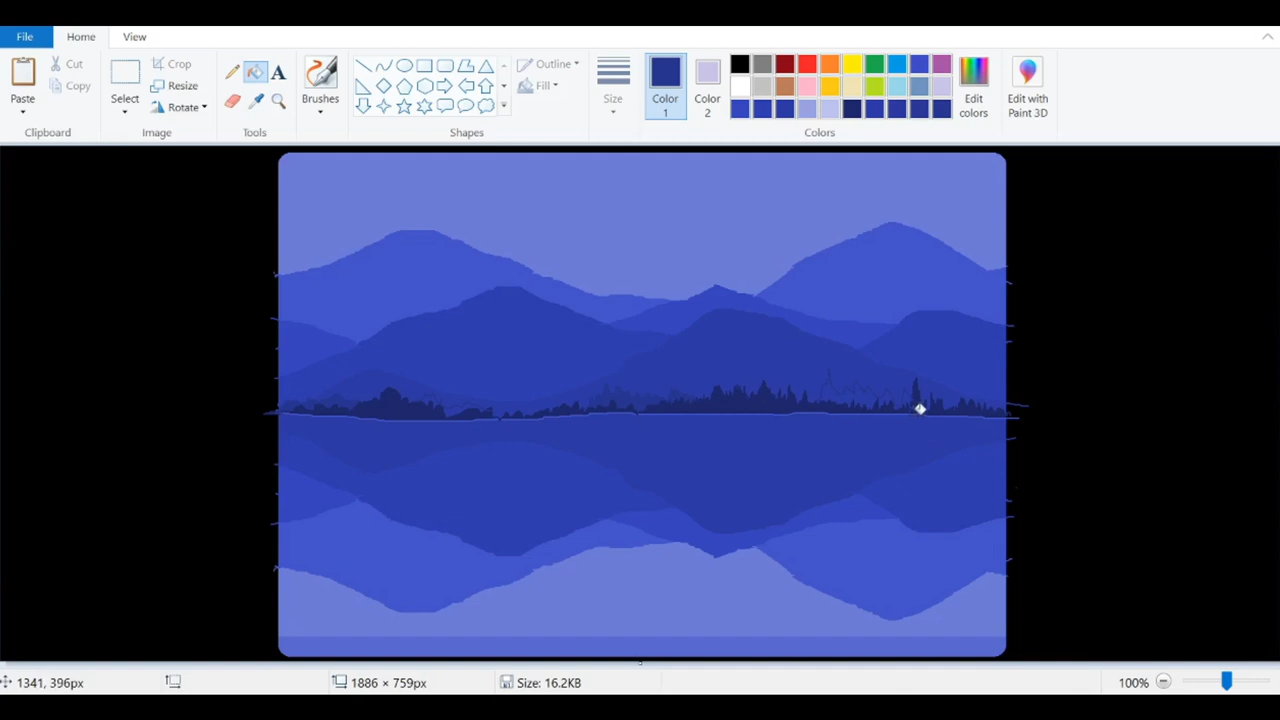 File Home View
Paste
Cut
Copy
Clipboard
Select
Crop
Resize
Rotate
Image
A
Tools
Brushes
Outline
Fill
Shapes
Size
Color 1
Color 2
Edit colors
Colors
Edit with Paint 3D
1341, 396px
1886 × 759px
Size: 16.2KB
100%